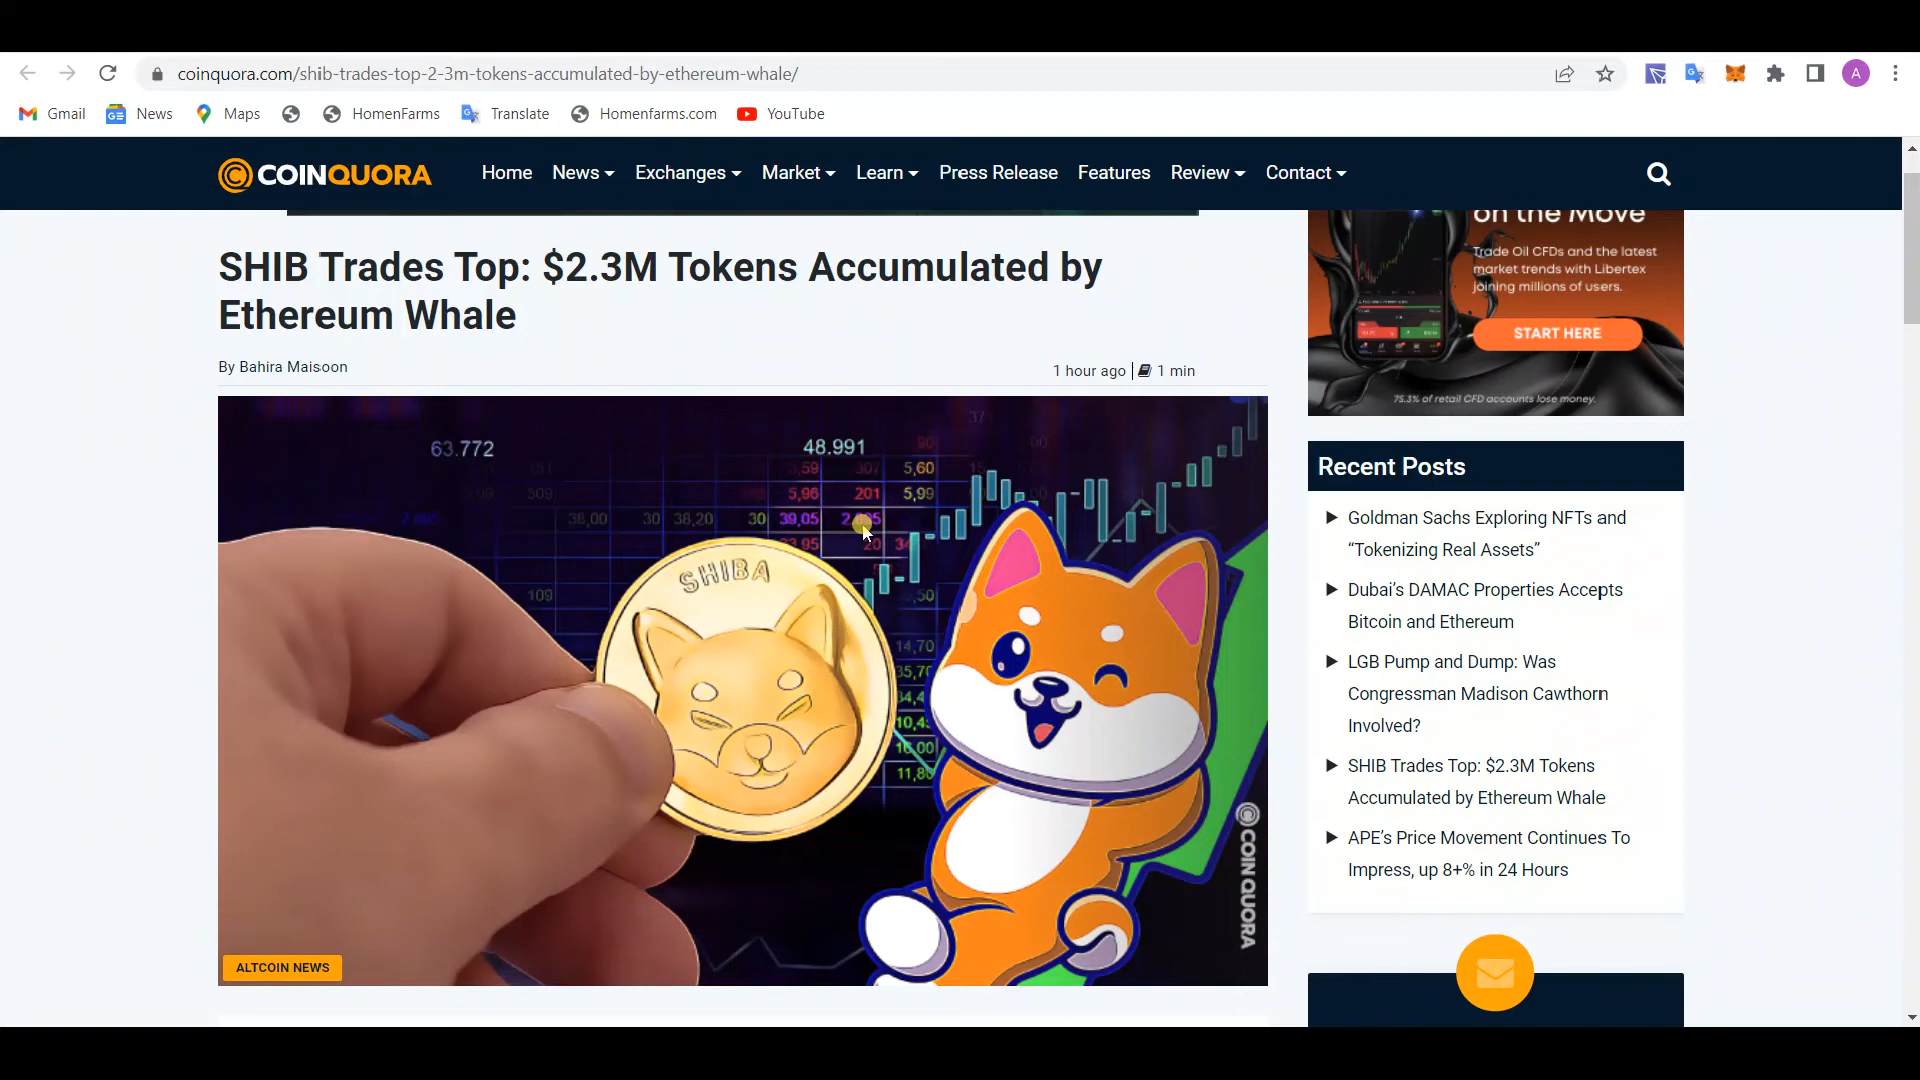 coinquora.com/shib-trades-top-2-3m-tokens-accumulated-by-ethereum-whale/
A
Gmail
News
Maps
HomenFarms
Translate
Homenfarms.com
YouTube
COINQUORA
Home
News
Exchanges
Market
Learn
Press Release
Features
Review
Contact
SHIB Trades Top: $2.3M Tokens Accumulated by
Ethereum Whale
By Bahira Maisoon
1 hour ago
1 min
63.772
48.991
37
5,60
5,96
201
5,99
509
38,00
30
38,20
30
39,05
20
109
14,70
11,8
SHIBA
COINQUORA
ALTCOIN NEWS
on the Move
Trade Oil CFDs and the latest
market trends with Libertex
joining millions of users.
START HERE
75.3% of retail CFD accounts lose money.
Recent Posts
Goldman Sachs Exploring NFTs and
“Tokenizing Real Assets”
Dubai’s DAMAC Properties Accepts
Bitcoin and Ethereum
LGB Pump and Dump: Was
Congressman Madison Cawthorn
Involved?
SHIB Trades Top: $2.3M Tokens
Accumulated by Ethereum Whale
APE’s Price Movement Continues To
Impress, up 8+% in 24 Hours